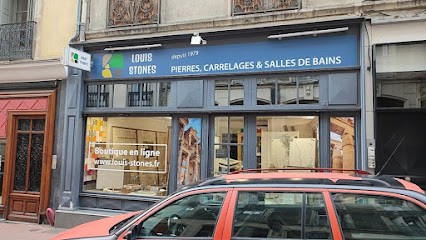 LOUIS
STONES
depuis 1979
PIERRES, CARRELAGES & SALLES DE BAINS
Boutique en ligne
www.louis-stones.fr